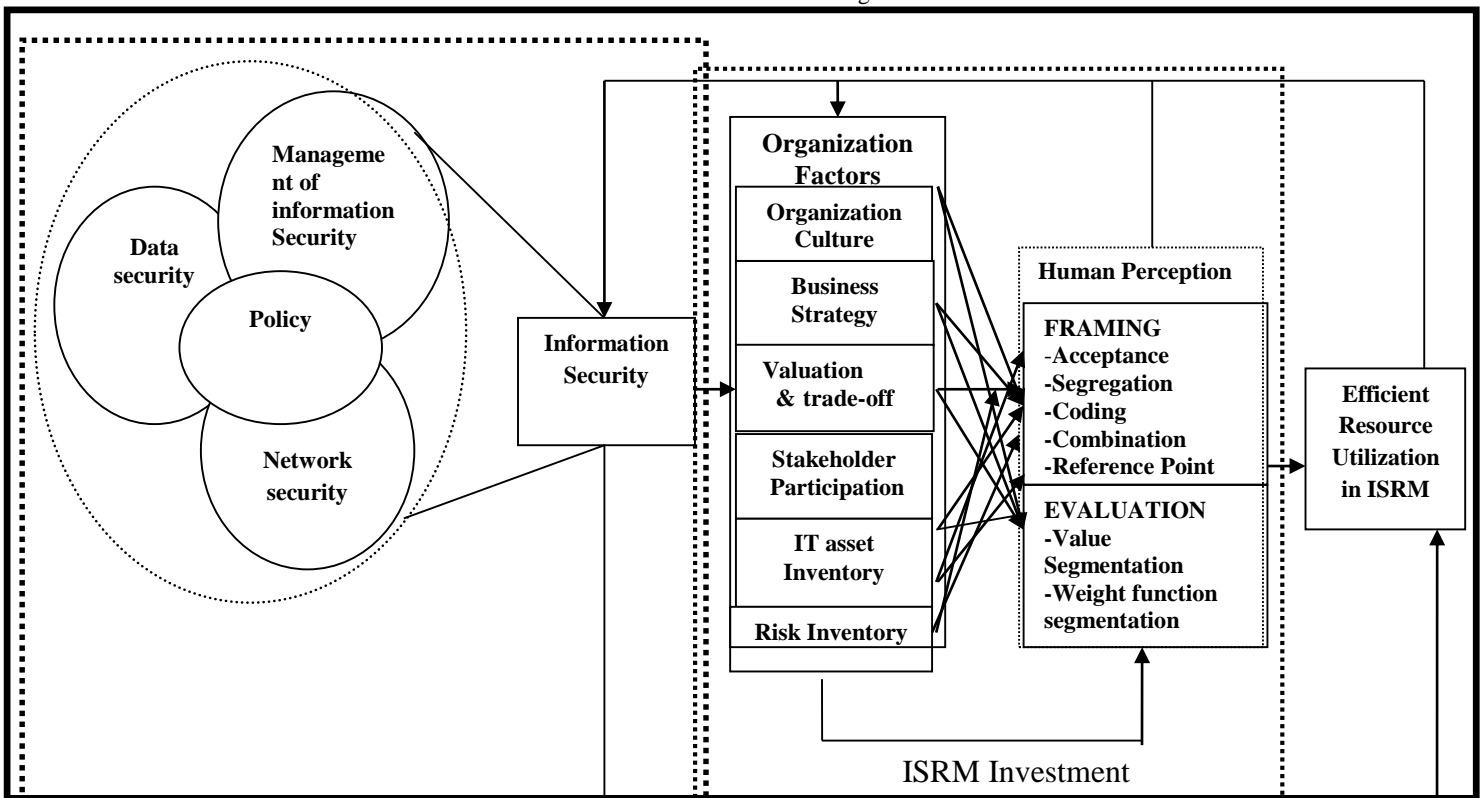 Manageme
nt of
information
Security
Data
security
Policy
Network
security
Information
Security
Organization
Factors
Organization
Culture
Business
Strategy
Valuation
& trade-off
Stakeholder
Participation
IT asset
Inventory
Risk Inventory
Human Perception
FRAMING
-Acceptance
-Segregation
-Coding
-Combination
-Reference Point
EVALUATION
-Value
Segmentation
-Weight function
segmentation
Efficient
Resource
Utilization
in ISRM
ISRM Investment